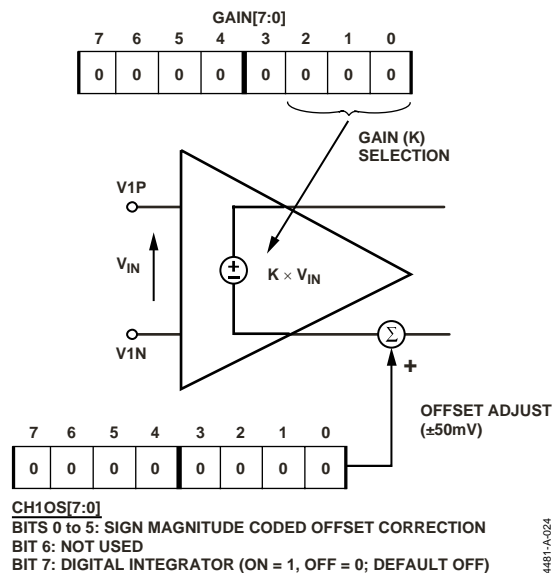 GAIN[7:0]
7 6 5 4 3 2 1 0
0 0 0 0 0 0 0 0
GAIN (K)
SELECTION
V1P
VIN
K × VIN
V1N
Σ
+
OFFSET ADJUST
(±50mV)
7 6 5 4 3 2 1 0
0 0 0 0 0 0 0 0
CH1OS[7:0]
BITS 0 to 5: SIGN MAGNITUDE CODED OFFSET CORRECTION
BIT 6: NOT USED
BIT 7: DIGITAL INTEGRATOR (ON = 1, OFF = 0; DEFAULT OFF)
4481-A-024